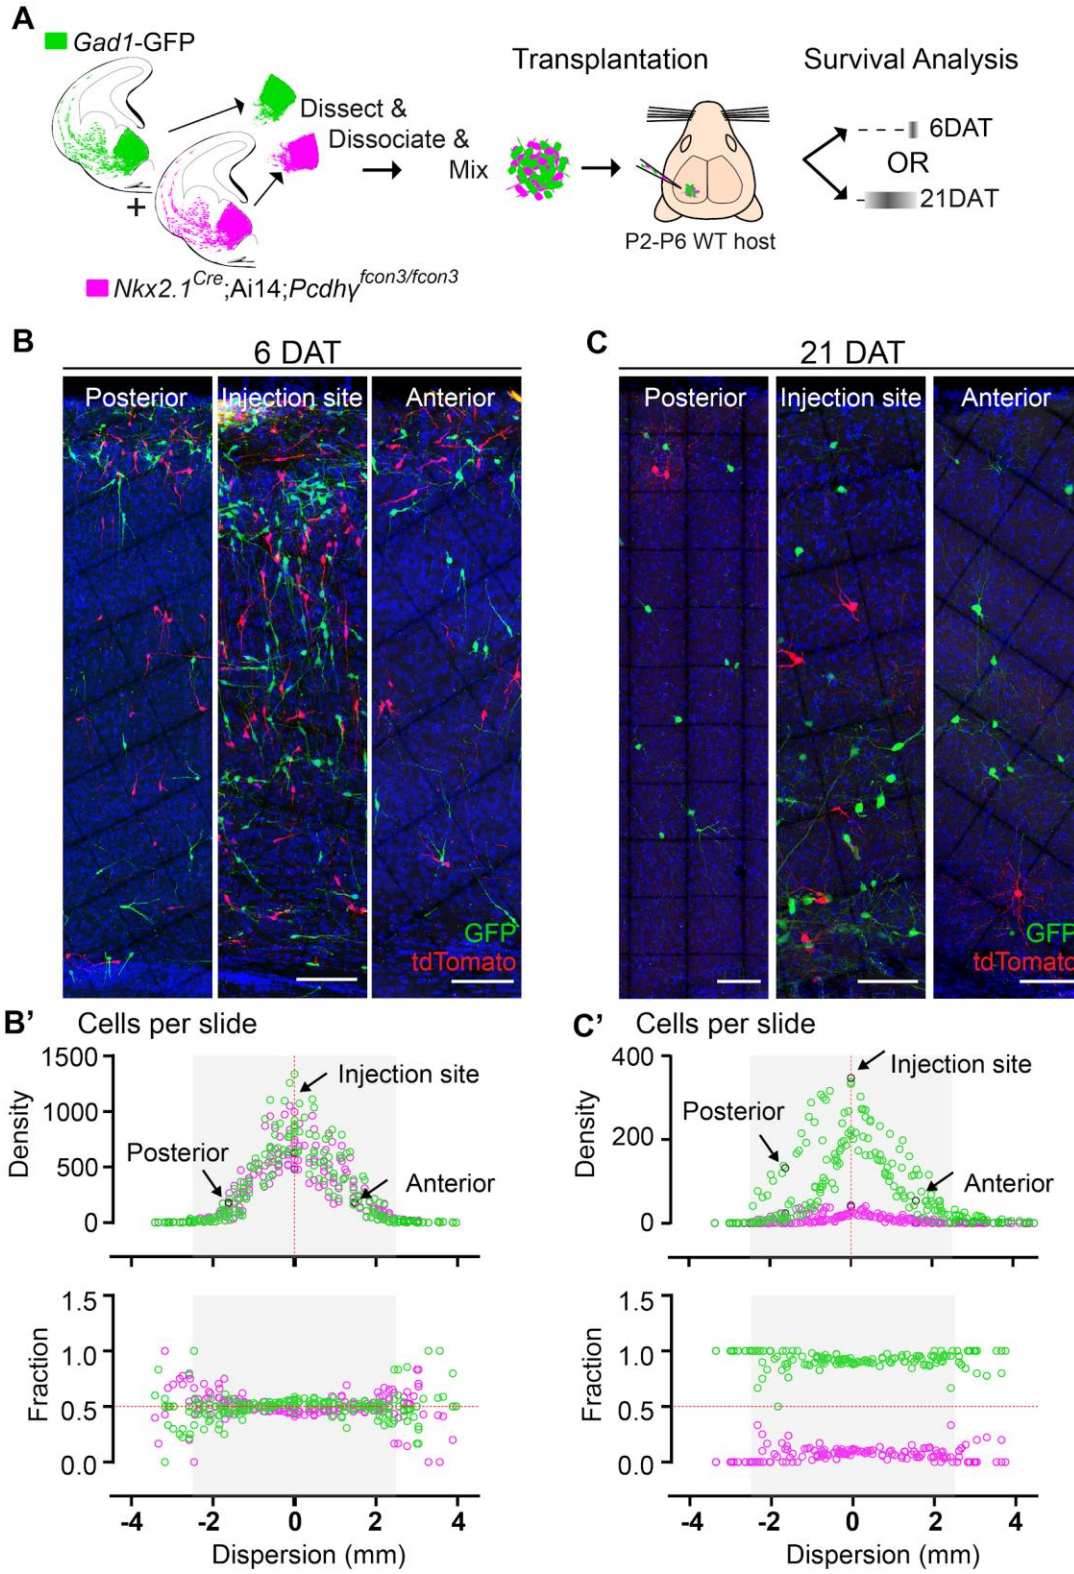 A
Gad1-GFP
Dissect &
Dissociate &
Mix
+
Nkx2.1Cre;Ai14;Pcdhγfcon3/fcon3
Transplantation
P2-P6 WT host
Survival Analysis
6DAT
OR
21DAT
B
6 DAT
Posterior
Injection site
Anterior
GFP
tdTomato
C
21 DAT
Posterior
Injection site
Anterior
GFP
tdTomato
B'
Cells per slide
Density
1500
1000
500
0
Injection site
Posterior
Anterior
Fraction
1.5
1.0
0.5
0.0
-4 -2 0 2 4
Dispersion (mm)
C'
Cells per slide
Density
400
200
0
Injection site
Posterior
Anterior
Fraction
1.5
1.0
0.5
0.0
-4 -2 0 2 4
Dispersion (mm)